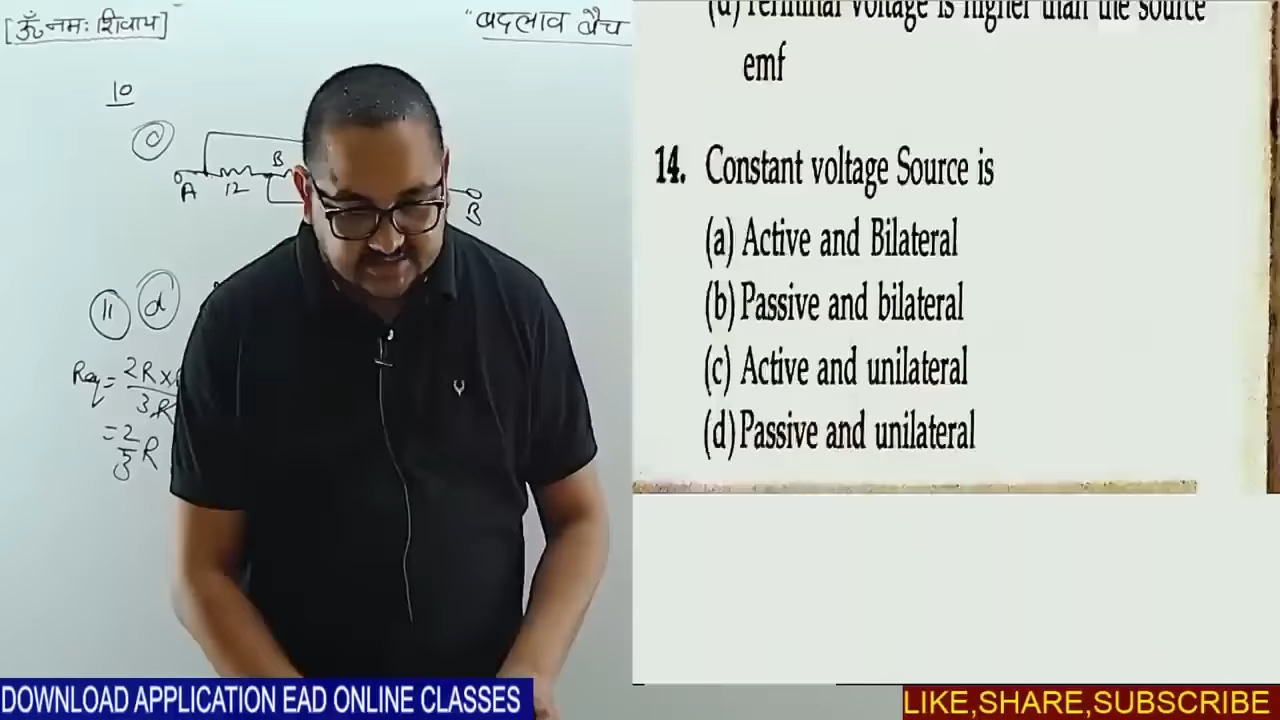 [ॐ नमः शिवाय]
"बदलाव बैच
10
A
12
B
B
11
d
Req = 2R×
3R
= 2/3 R
(d) Terminal voltage is higher than the source
emf
14. Constant voltage Source is
(a) Active and Bilateral
(b) Passive and bilateral
(c) Active and unilateral
(d) Passive and unilateral
DOWNLOAD APPLICATION EAD ONLINE CLASSES
LIKE,SHARE,SUBSCRIBE